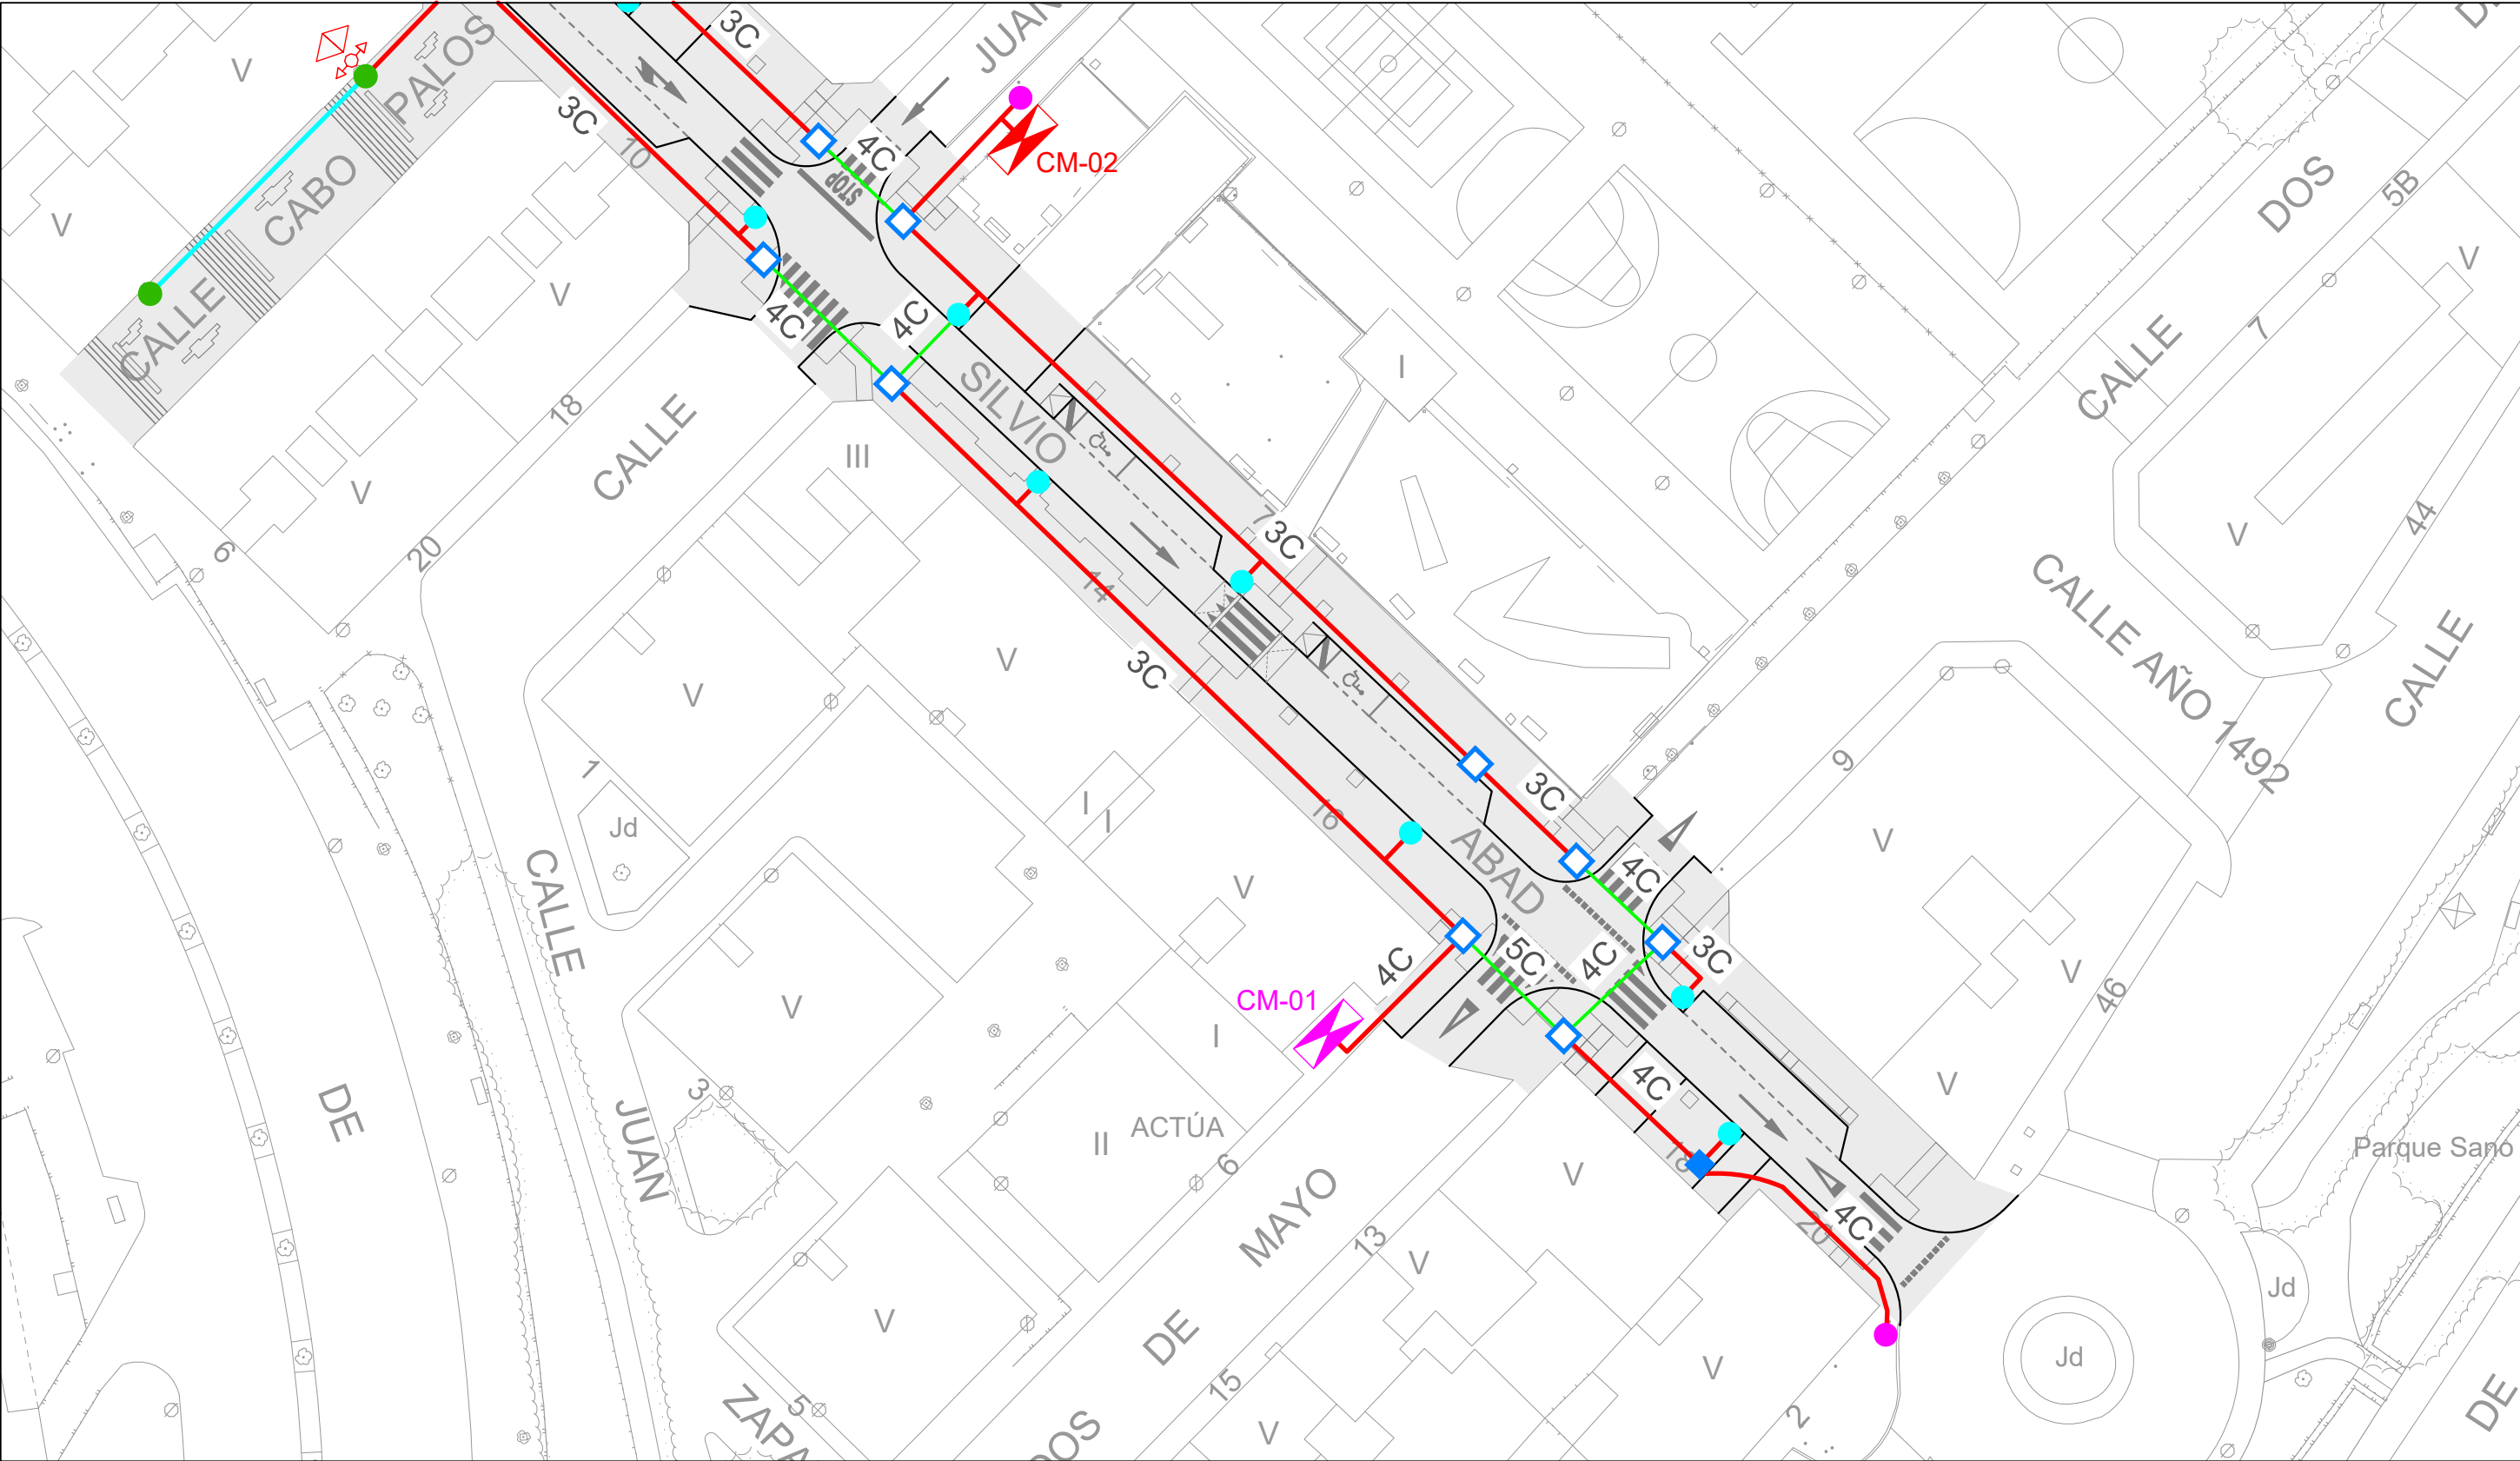 3C
JUAN
PALOS
V
3C
10
4C
CM-02
STOP
CABO
DOS
5B
V
V
CALLE
V
4C
4C
CALLE
7
I
SILVIO
18
CALLE
III
V
7
3C
V
44
6
20
14
CALLE AÑO 1492
CALLE
3C
V
V
1
Jd
16
3C
9
V
ABAD
4C
V
CALLE
5C
4C
3C
4C
V
46
CM-01
V
I
I
I
3
4C
V
DE
JUAN
II
ACTÚA
6
18
Parque Sano
V
MAYO
13
V
20
4C
Jd
V
DE
Jd
15
V
5
ZAPA
DOS
V
2
DE